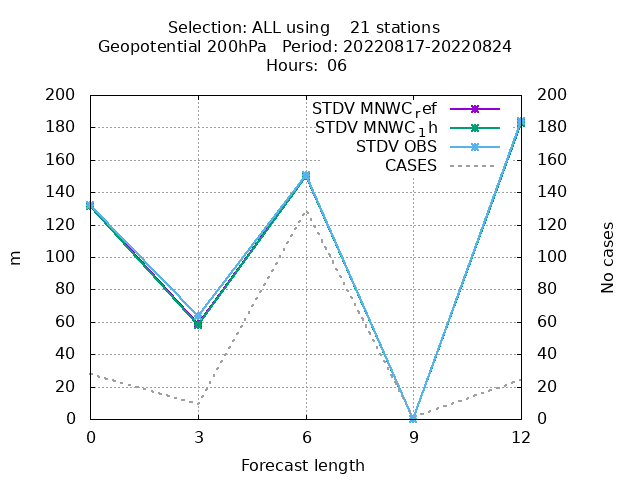 Selection: ALL using    21 stations
Geopotential 200hPa   Period: 20220817-20220824
Hours: 06
200
180
160
140
120
100
80
60
40
20
0
m
STDV MNWCref
STDV MNWC1h
STDV OBS
CASES
200
180
160
140
120
100
80
60
40
20
0
No cases
0
3
6
9
12
Forecast length